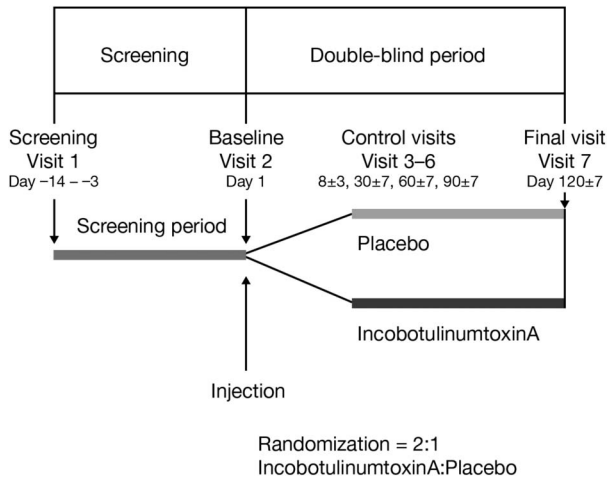 Screening
Double-blind period
Screening
Visit 1
Day –14 – –3
Baseline
Visit 2
Day 1
Control visits
Visit 3–6
8±3, 30±7, 60±7, 90±7
Final visit
Visit 7
Day 120±7
Screening period
Placebo
IncobotulinumtoxinA
Injection
Randomization = 2:1
IncobotulinumtoxinA:Placebo